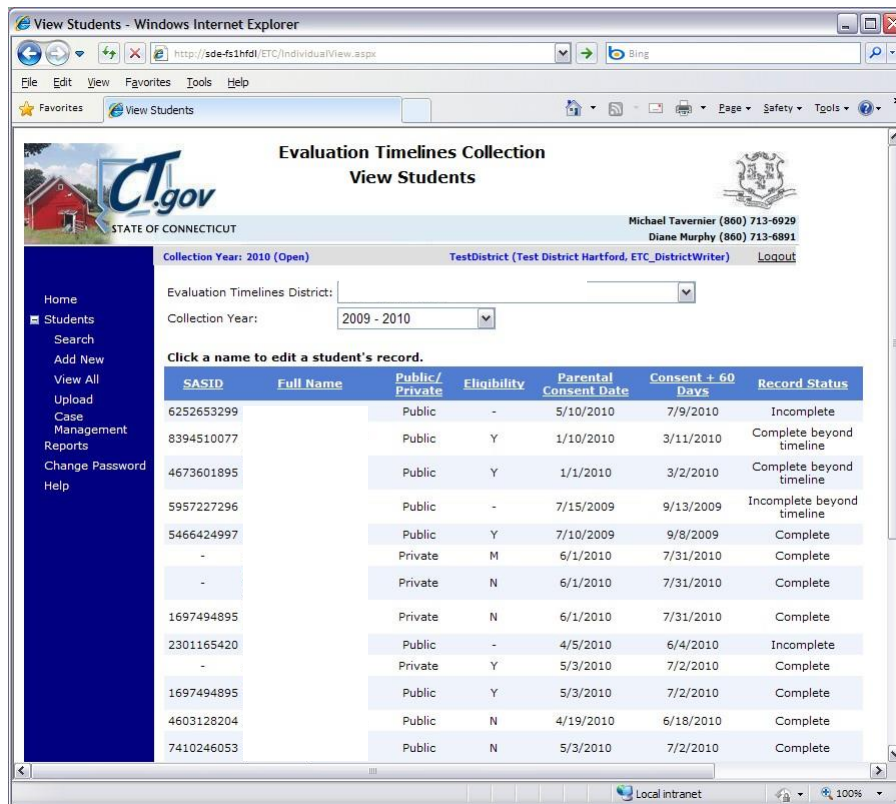 View Students - Windows Internet Explorer
http://sde-fs1hfdl/ETC/IndividualView.aspx
Bing
File Edit View Favorites Tools Help
Favorites View Students
Page Safety Tools
CT.gov
STATE OF CONNECTICUT
Evaluation Timelines Collection
View Students
Michael Tavernier (860) 713-6929
Diane Murphy (860) 713-6891
Collection Year: 2010 (Open) TestDistrict (Test District Hartford, ETC_DistrictWriter) Logout
Home
Students
Search
Add New
View All
Upload
Case
Management
Reports
Change Password
Help
Evaluation Timelines District:
Collection Year: 2009 - 2010
Click a name to edit a student's record.
SASID Full Name Public/ Private Eligibility Parental Consent Date Consent + 60 Days Record Status
6252653299 Public - 5/10/2010 7/9/2010 Incomplete
8394510077 Public Y 1/10/2010 3/11/2010 Complete beyond timeline
4673601895 Public Y 1/1/2010 3/2/2010 Complete beyond timeline
5957227296 Public - 7/15/2009 9/13/2009 Incomplete beyond timeline
5466424997 Public Y 7/10/2009 9/8/2009 Complete
- Private M 6/1/2010 7/31/2010 Complete
- Private N 6/1/2010 7/31/2010 Complete
1697494895 Private N 6/1/2010 7/31/2010 Complete
2301165420 Public - 4/5/2010 6/4/2010 Incomplete
- Private Y 5/3/2010 7/2/2010 Complete
1697494895 Public Y 5/3/2010 7/2/2010 Complete
4603128204 Public N 4/19/2010 6/18/2010 Complete
7410246053 Public N 5/3/2010 7/2/2010 Complete
Local intranet 100%